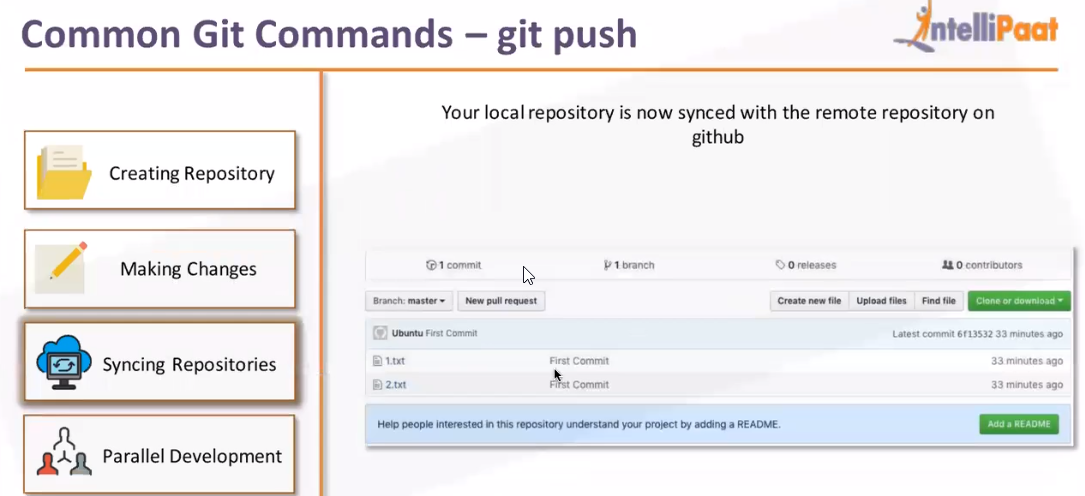 Common Git Commands – git push
IntelliPaat
Creating Repository
Making Changes
Syncing Repositories
Parallel Development
Your local repository is now synced with the remote repository on
github
1 commit 1 branch 0 releases 0 contributors
Branch: master New pull request Create new file Upload files Find file Clone or download
Ubuntu First Commit Latest commit 6f13532 33 minutes ago
1.txt First Commit 33 minutes ago
2.txt First Commit 33 minutes ago
Help people interested in this repository understand your project by adding a README. Add a README